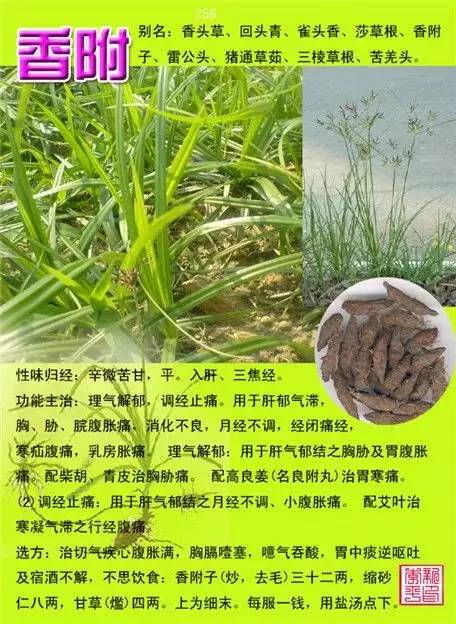 258
香附
别名：香头草、回头青、雀头香、莎草根、香附
子、雷公头、猪通草茹、三棱草根、苦羌头。
性味归经：辛微苦甘，平。入肝、三焦经。
功能主治：理气解郁，调经止痛。用于肝郁气滞，
胸、胁、脘腹胀痛，消化不良，月经不调，经闭痛经，
寒疝腹痛，乳房胀痛。 理气解郁：用于肝气郁结之胸胁及胃腹胀
痛。 配柴胡、青皮治胸胁痛。 配高良姜(名良附丸)治胃寒痛。
(2)调经止痛：用于肝气郁结之月经不调、小腹胀痛。 配艾叶治
寒凝气滞之行经腹痛。
选方：治切气疾心腹胀满，胸膈噎塞，噫气吞酸，胃中痰逆呕吐
及宿酒不解，不思饮食：香附子(炒，去毛)三十二两，缩砂
仁八两，甘草(爁)四两。上为细末。每服一钱，用盐汤点下。